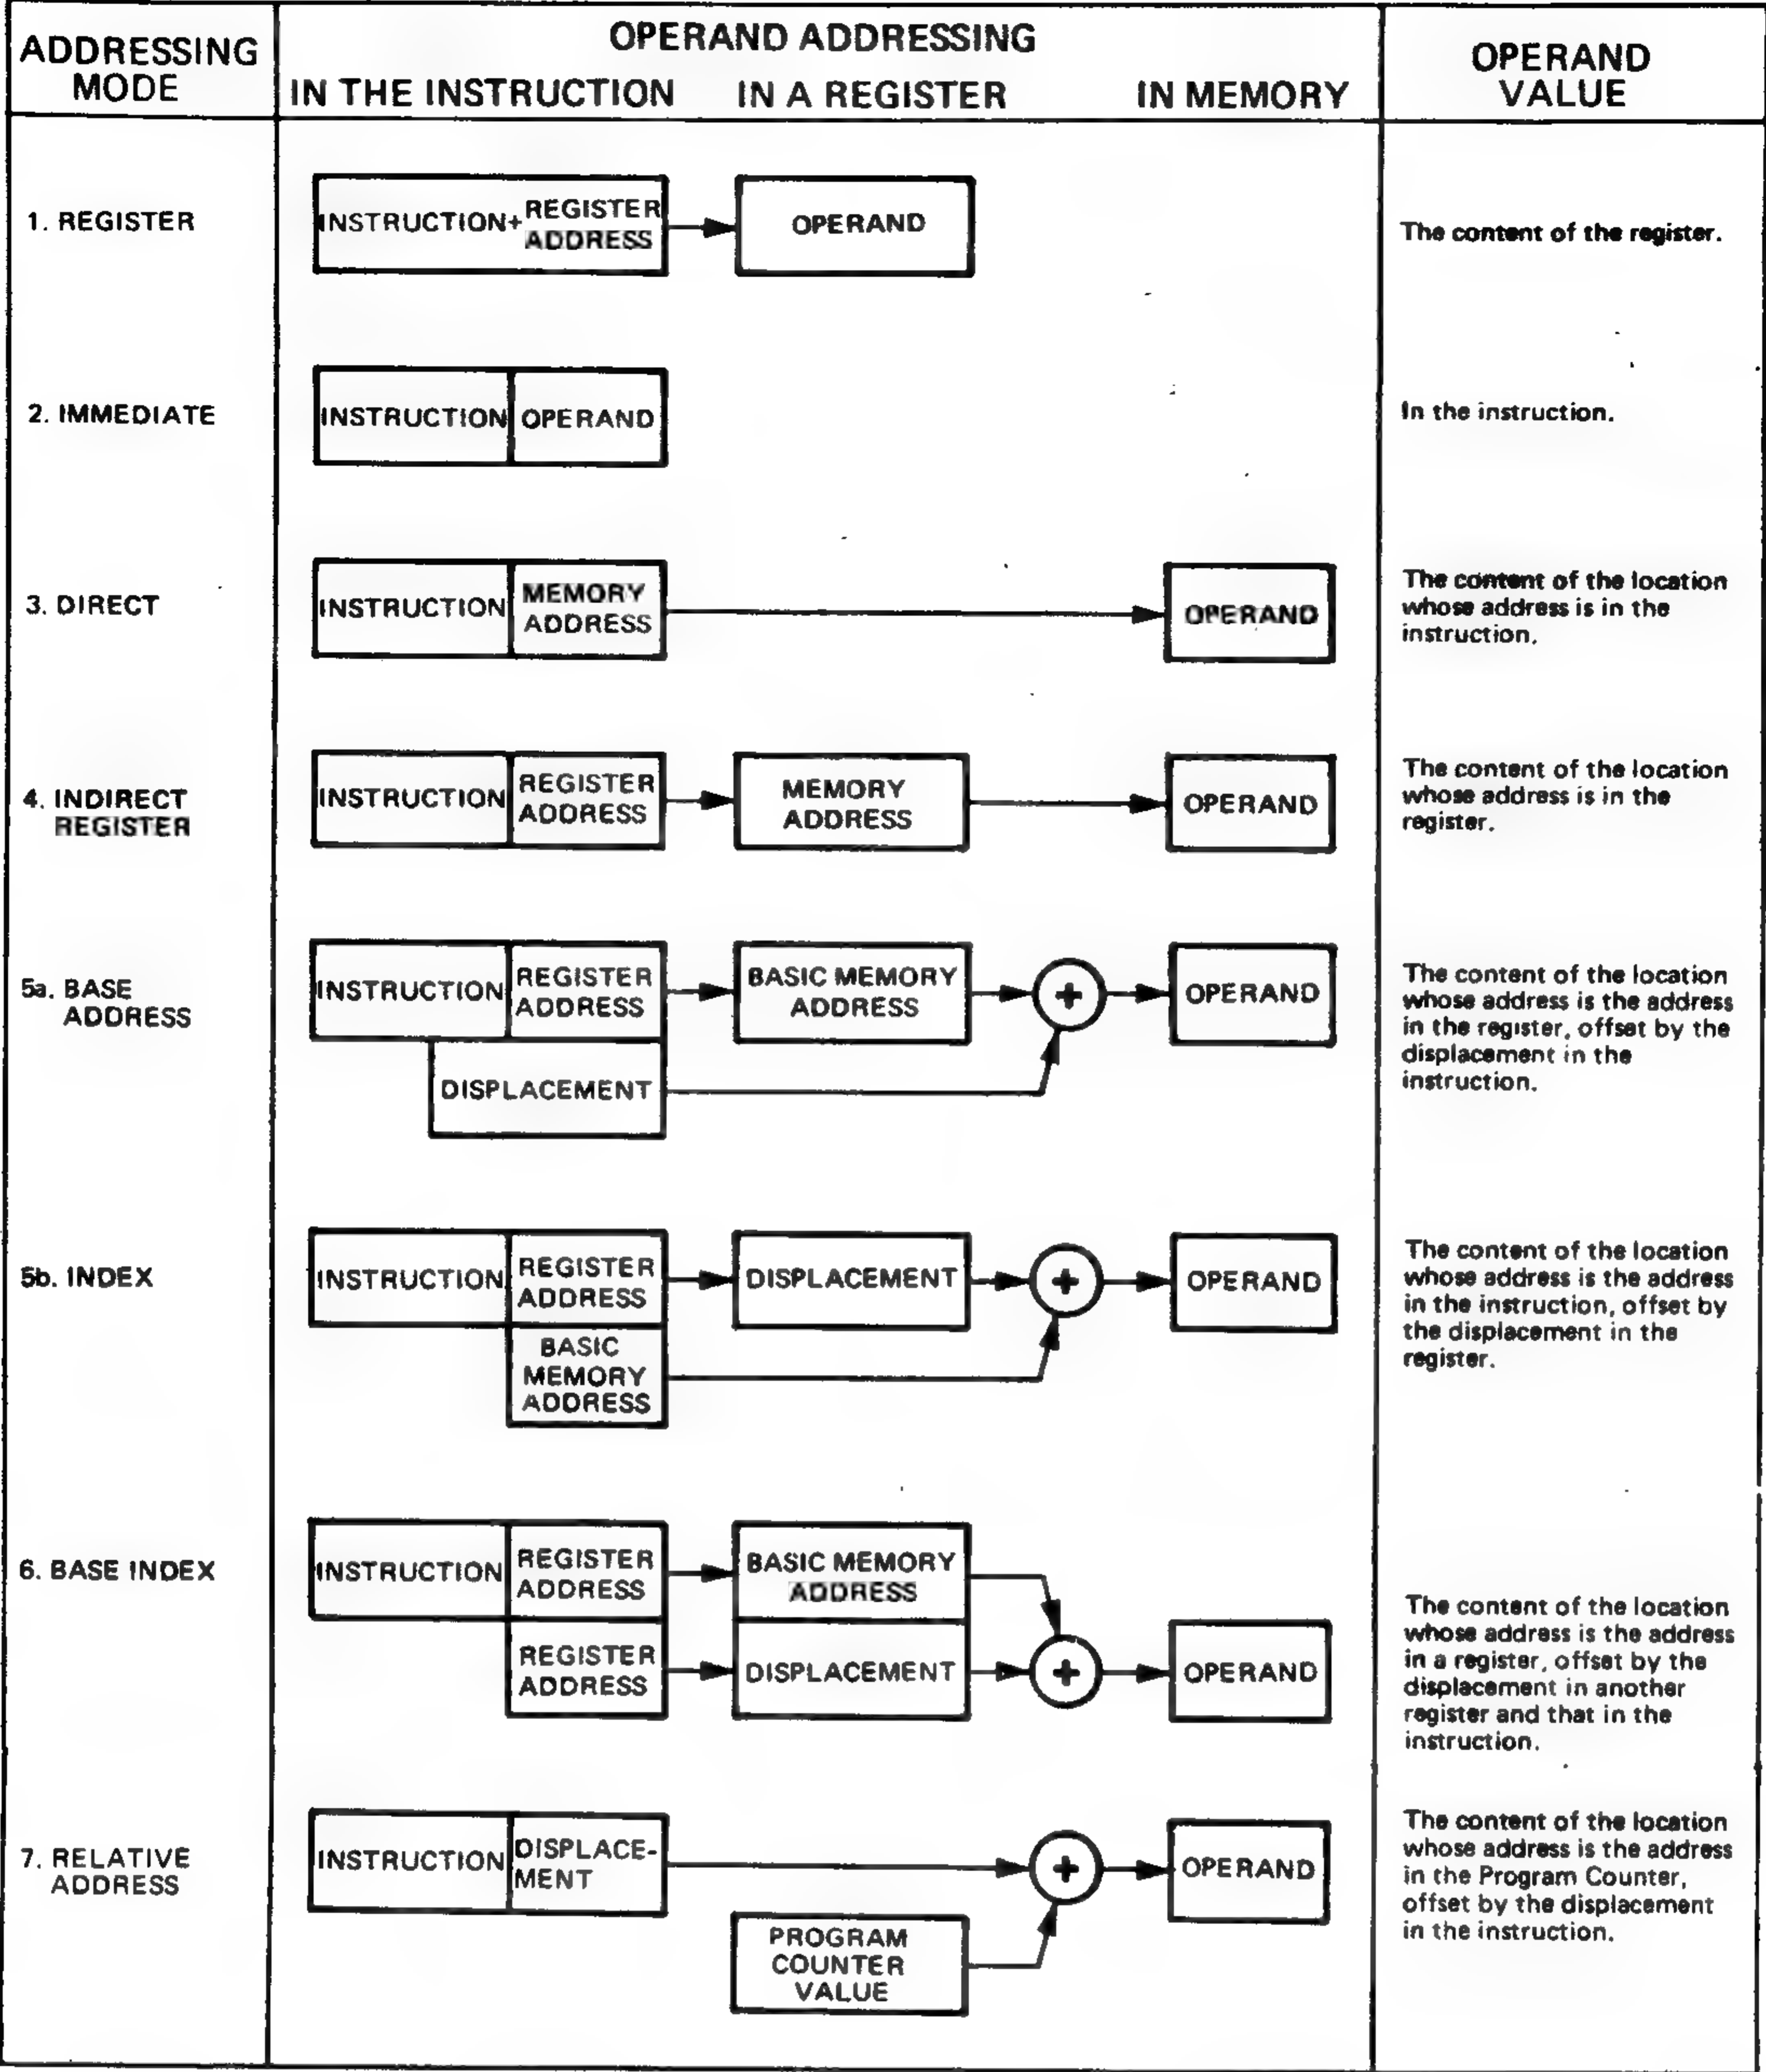 ADDRESSING
MODE
OPERAND ADDRESSING
IN THE INSTRUCTION
IN A REGISTER
IN MEMORY
OPERAND
VALUE
1. REGISTER
INSTRUCTION+
REGISTER
ADDRESS
OPERAND
The content of the register.
2. IMMEDIATE
INSTRUCTION
OPERAND
In the instruction.
3. DIRECT
INSTRUCTION
MEMORY
ADDRESS
OPERAND
The content of the location
whose address is in the
instruction.
4. INDIRECT
REGISTER
INSTRUCTION
REGISTER
ADDRESS
MEMORY
ADDRESS
OPERAND
The content of the location
whose address is in the
register.
5a. BASE
ADDRESS
INSTRUCTION
REGISTER
ADDRESS
DISPLACEMENT
BASIC MEMORY
ADDRESS
+
OPERAND
The content of the location
whose address is the address
in the register, offset by the
displacement in the
instruction.
5b. INDEX
INSTRUCTION
REGISTER
ADDRESS
BASIC
MEMORY
ADDRESS
DISPLACEMENT
+
OPERAND
The content of the location
whose address is the address
in the instruction, offset by
the displacement in the
register.
6. BASE INDEX
INSTRUCTION
REGISTER
ADDRESS
REGISTER
ADDRESS
BASIC MEMORY
ADDRESS
DISPLACEMENT
+
OPERAND
The content of the location
whose address is the address
in a register, offset by the
displacement in another
register and that in the
instruction.
7. RELATIVE
ADDRESS
INSTRUCTION
DISPLACE-
MENT
PROGRAM
COUNTER
VALUE
+
OPERAND
The content of the location
whose address is the address
in the Program Counter,
offset by the displacement
in the instruction.